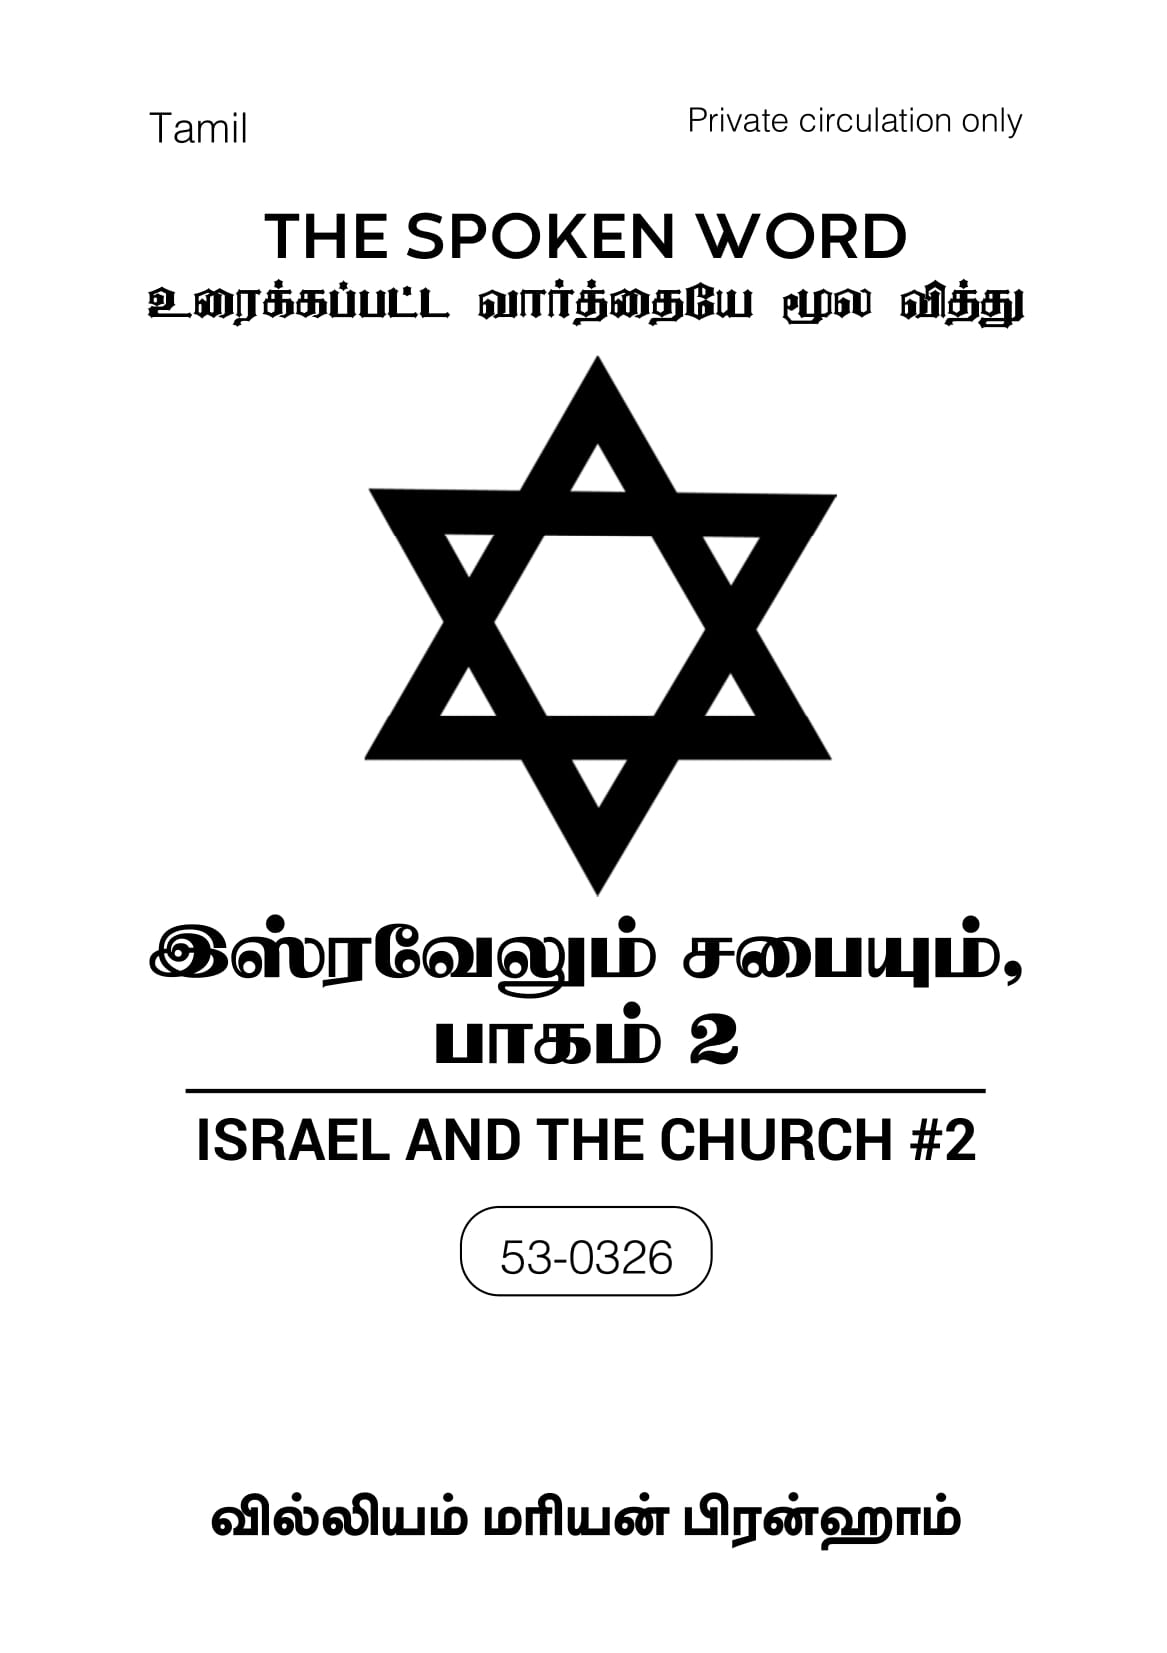 Tamil
Private circulation only
THE SPOKEN WORD
உரைக்கப்பட்ட வார்த்தையே மூல வித்து
இஸ்ரவேலும் சபையும்,
பாகம் 2
ISRAEL AND THE CHURCH #2
53-0326
வில்லியம் மரியன் பிரன்ஹாம்